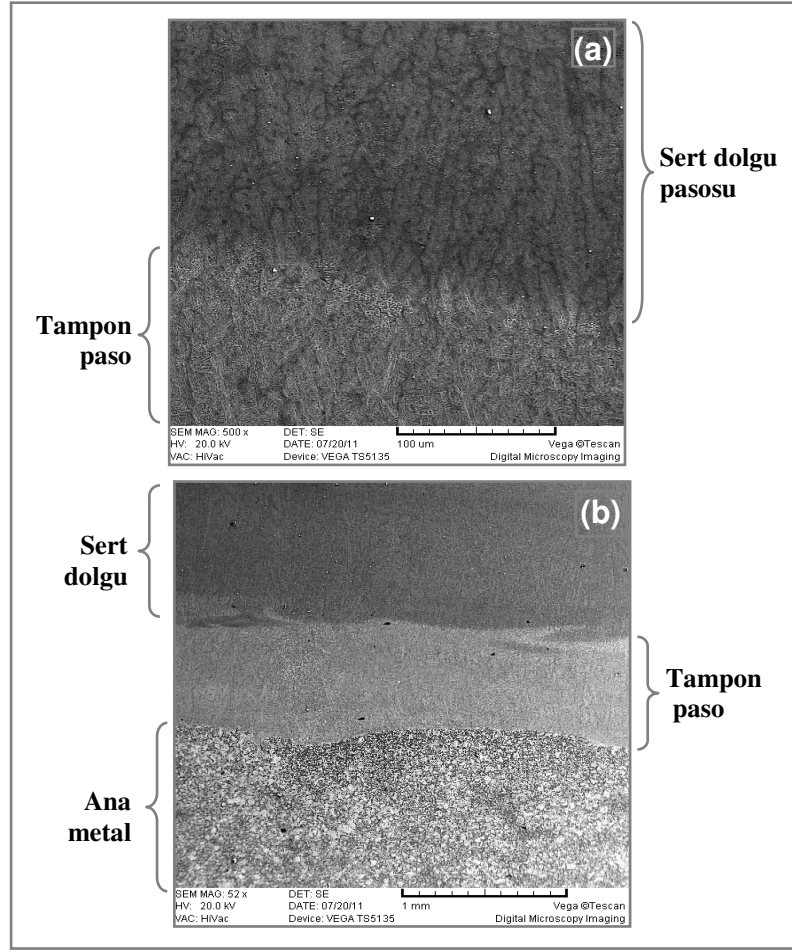 (a)
Sert dolgu
pasosu
Tampon
paso
SEM MAG: 500 x DET: SE
HV: 20.0 kV DATE: 07/20/11 100 um Vega ©Tescan
VAC: HiVac Device: VEGA TS5135 Digital Microscopy Imaging
(b)
Sert
dolgu
Tampon
paso
Ana
metal
SEM MAG: 52 x DET: SE
HV: 20.0 kV DATE: 07/20/11 1 mm Vega ©Tescan
VAC: HiVac Device: VEGA TS5135 Digital Microscopy Imaging